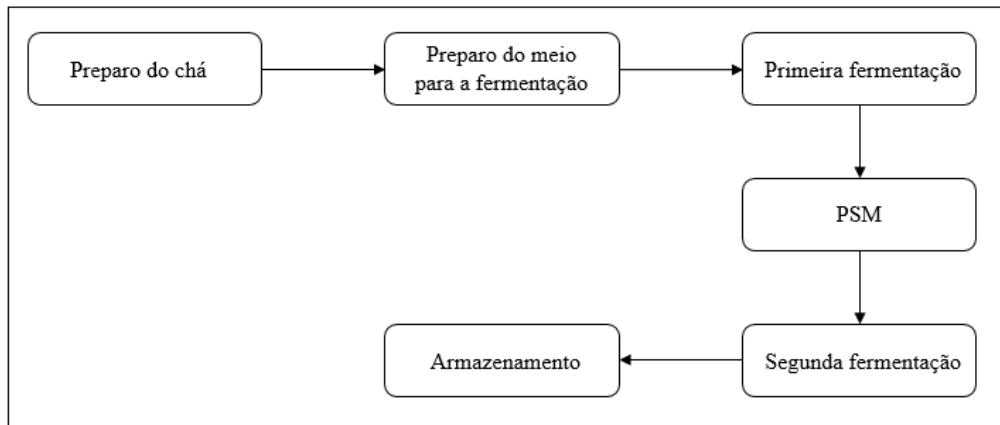 Preparo do chá
Preparo do meio
para a fermentação
Primeira fermentação
PSM
Segunda fermentação
Armazenamento